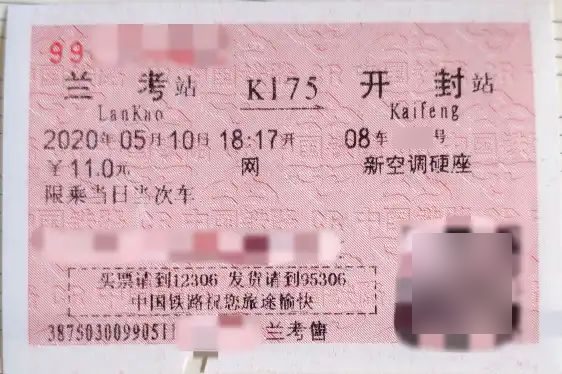 99
兰考站 K175 开封站
LanKao Kaifeng
2020年05月10日 18:17开 08车 号
￥11.0元 网 新空调硬座
限乘当日当次车
买票请到12306 发货请到95306
中国铁路祝您旅途愉快
3875030099051 兰考售